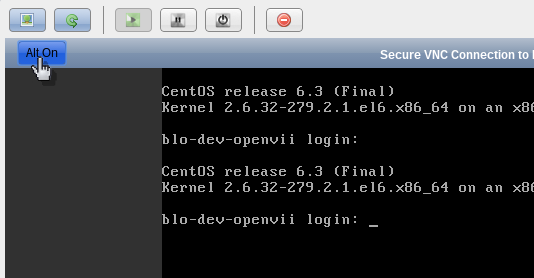 Alt On
Secure VNC Connection to
CentOS release 6.3 (Final)
Kernel 2.6.32-279.2.1.el6.x86_64 on an x86
blo-dev-openvii login:
CentOS release 6.3 (Final)
Kernel 2.6.32-279.2.1.el6.x86_64 on an x86
blo-dev-openvii login: _